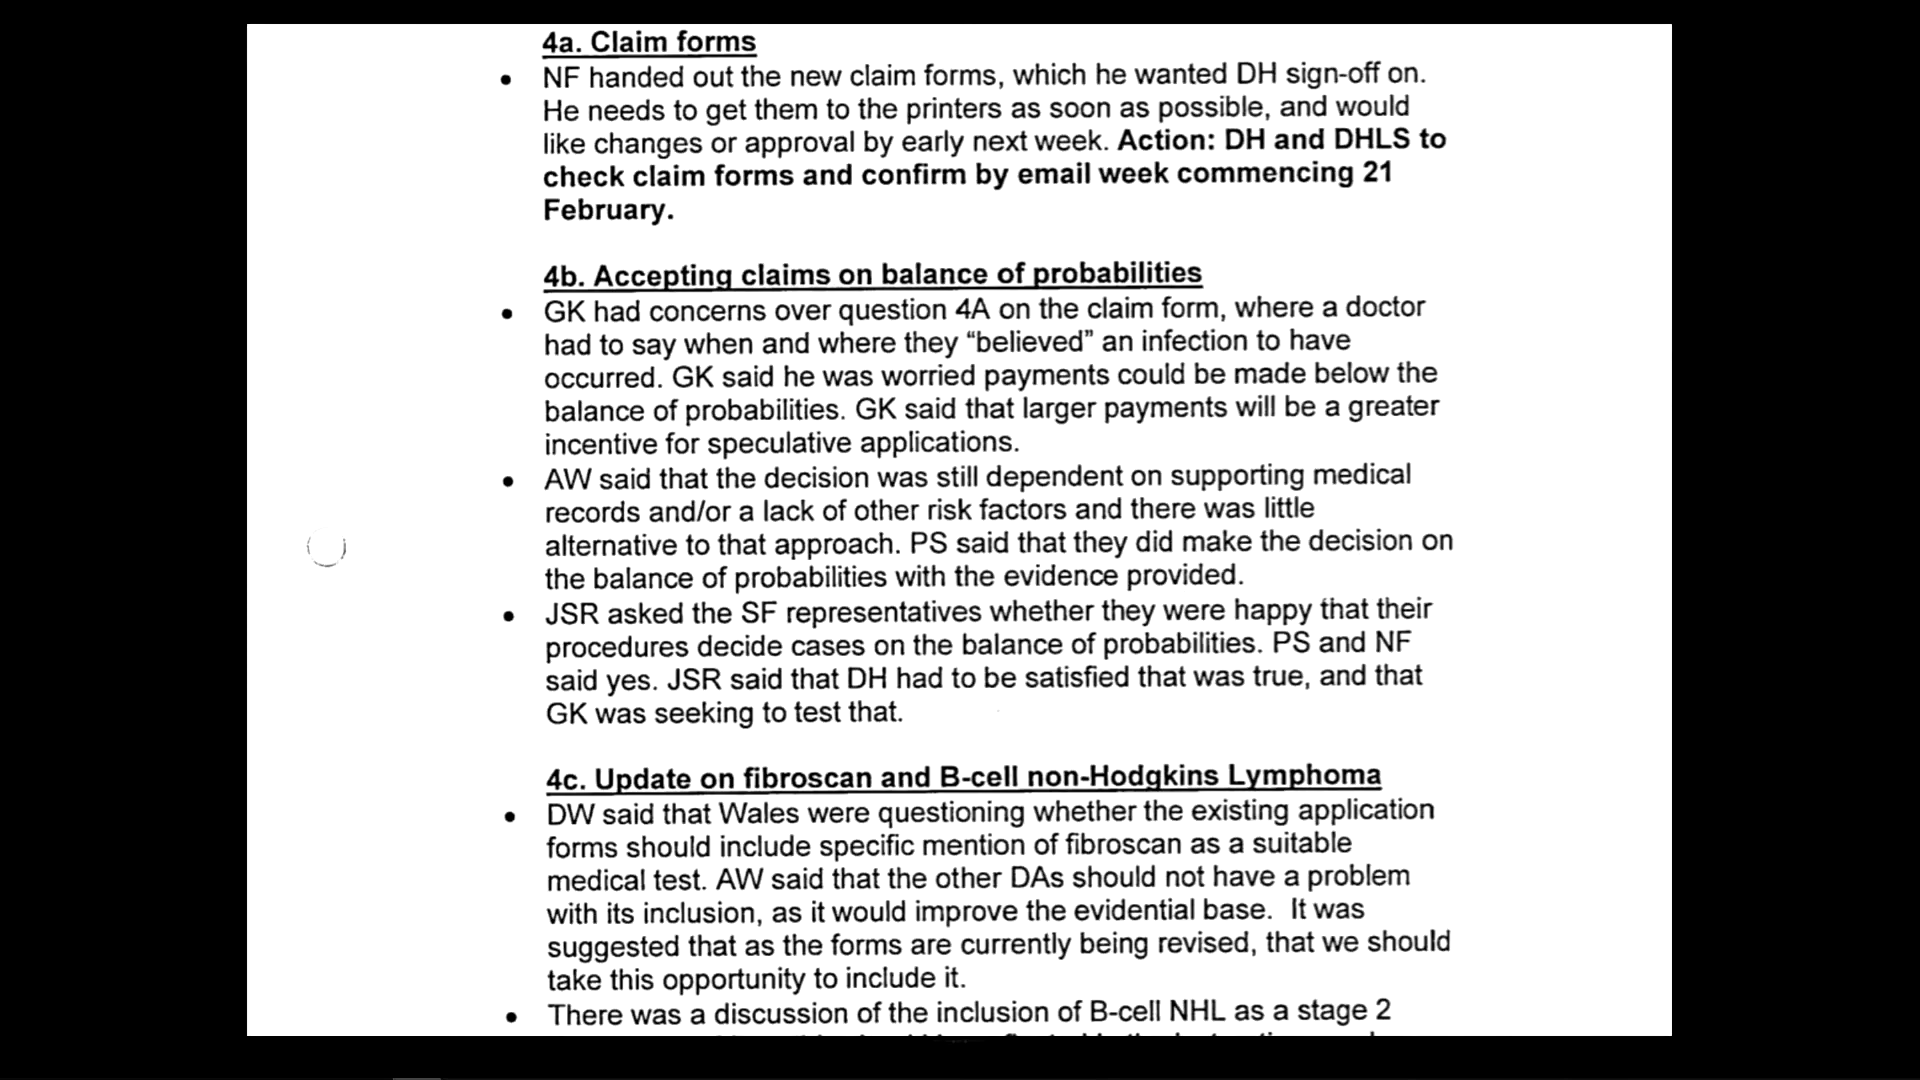 4a. Claim forms
• NF handed out the new claim forms, which he wanted DH sign-off on.
He needs to get them to the printers as soon as possible, and would
like changes or approval by early next week. Action: DH and DHLS to
check claim forms and confirm by email week commencing 21
February.
4b. Accepting claims on balance of probabilities
• GK had concerns over question 4A on the claim form, where a doctor
had to say when and where they “believed” an infection to have
occurred. GK said he was worried payments could be made below the
balance of probabilities. GK said that larger payments will be a greater
incentive for speculative applications.
• AW said that the decision was still dependent on supporting medical
records and/or a lack of other risk factors and there was little
alternative to that approach. PS said that they did make the decision on
the balance of probabilities with the evidence provided.
• JSR asked the SF representatives whether they were happy that their
procedures decide cases on the balance of probabilities. PS and NF
said yes. JSR said that DH had to be satisfied that was true, and that
GK was seeking to test that.
4c. Update on fibroscan and B-cell non-Hodgkins Lymphoma
• DW said that Wales were questioning whether the existing application
forms should include specific mention of fibroscan as a suitable
medical test. AW said that the other DAs should not have a problem
with its inclusion, as it would improve the evidential base. It was
suggested that as the forms are currently being revised, that we should
take this opportunity to include it.
• There was a discussion of the inclusion of B-cell NHL as a stage 2